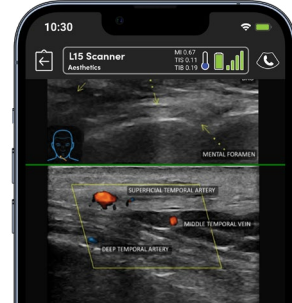 10:30
L15 Scanner
Aesthetics
MI 0.67
TIS 0.11
TIB 0.19
MENTAL FORAMEN
SUPERFICIAL TEMPORAL ARTERY
MIDDLE TEMPORAL VEIN
DEEP TEMPORAL ARTERY